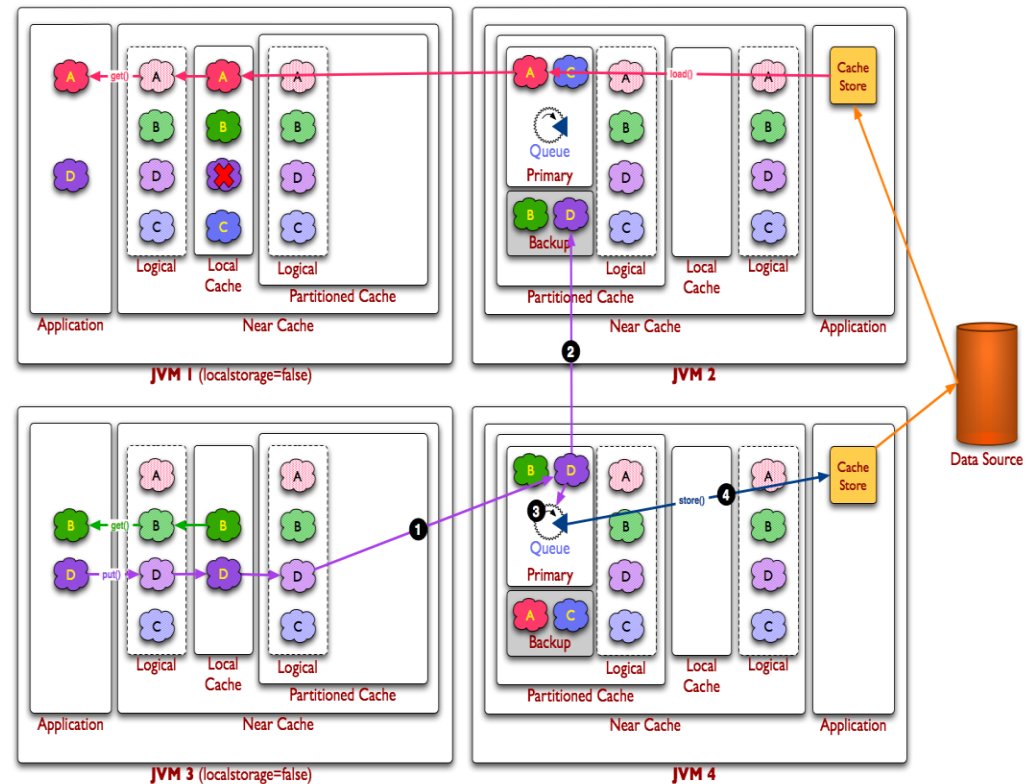 A get() A A A A C A load() A Cache
Store
B B B B B
Queue
D D D D D
Primary
C C C B D C C
Backup
Logical Local
Cache Logical Logical Local
Cache Logical
Partitioned Cache Partitioned Cache
Application Near Cache Near Cache Application
JVM 1 (localstorage=false) JVM 2
2
A A B D A A Cache
Store
4
store()
3
1
B get() B B B B B
Queue
D put() D D D D D
Primary
C C A C C C
Backup
Logical Local
Cache Logical Logical Local
Cache Logical
Partitioned Cache Partitioned Cache
Application Near Cache Near Cache Application
JVM 3 (localstorage=false) JVM 4
Data Source